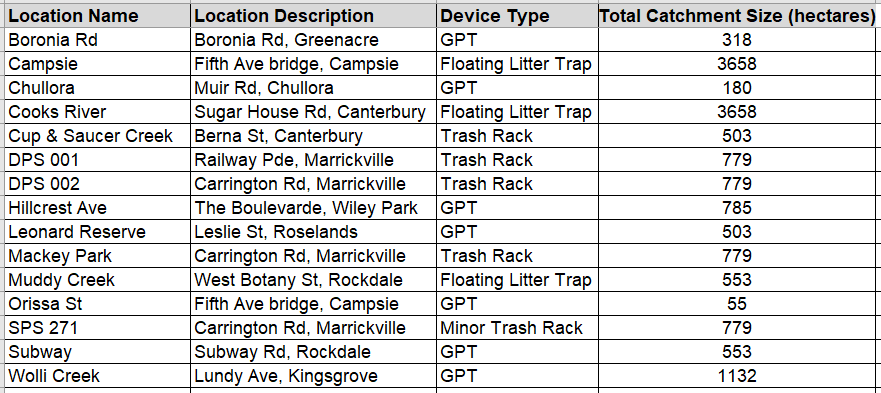 Location Name Location Description Device Type Total Catchment Size (hectares)
Boronia Rd Boronia Rd, Greenacre GPT 318
Campsie Fifth Ave bridge, Campsie Floating Litter Trap 3658
Chullora Muir Rd, Chullora GPT 180
Cooks River Sugar House Rd, Canterbury Floating Litter Trap 3658
Cup & Saucer Creek Berna St, Canterbury Trash Rack 503
DPS 001 Railway Pde, Marrickville Trash Rack 779
DPS 002 Carrington Rd, Marrickville Trash Rack 779
Hillcrest Ave The Boulevarde, Wiley Park GPT 785
Leonard Reserve Leslie St, Roselands GPT 503
Mackey Park Carrington Rd, Marrickville Trash Rack 779
Muddy Creek West Botany St, Rockdale Floating Litter Trap 553
Orissa St Fifth Ave bridge, Campsie GPT 55
SPS 271 Carrington Rd, Marrickville Minor Trash Rack 779
Subway Subway Rd, Rockdale GPT 553
Wolli Creek Lundy Ave, Kingsgrove GPT 1132